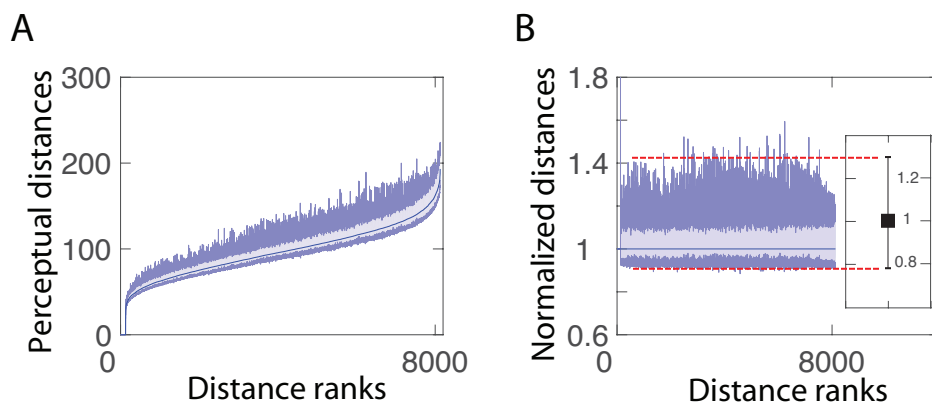 A
Perceptual distances
300
200
100
0
0
8000
Distance ranks
B
Normalized distances
1.8
1.4
1
0.6
0
8000
Distance ranks
1.2
1
0.8